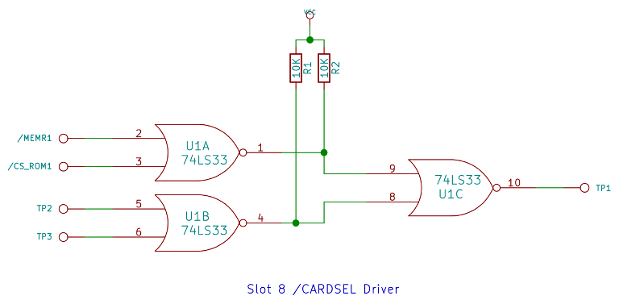 VCC
10K
R1
10K
R2
/MEMR1
2
U1A
74LS33
1
/CS_ROM1
3
9
74LS33
U1C
10
TP1
8
TP2
5
U1B
74LS33
4
TP3
6
Slot 8 /CARDSEL Driver